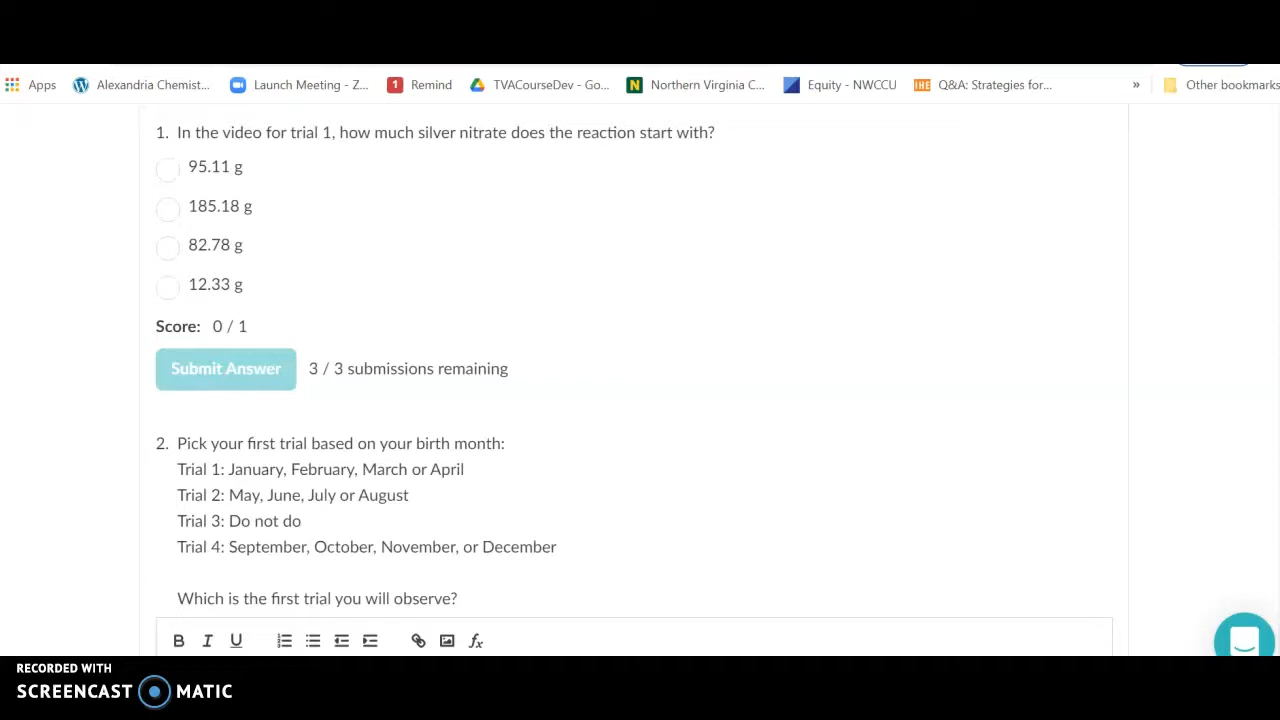 Apps Alexandria Chemist... Launch Meeting - Z... 1 Remind TVACourseDev - Go... N Northern Virginia C... Equity - NWCCU IHE Q&A: Strategies for... » Other bookmarks
1. In the video for trial 1, how much silver nitrate does the reaction start with?
95.11 g
185.18 g
82.78 g
12.33 g
Score: 0 / 1
Submit Answer 3 / 3 submissions remaining
2. Pick your first trial based on your birth month:
Trial 1: January, February, March or April
Trial 2: May, June, July or August
Trial 3: Do not do
Trial 4: September, October, November, or December
Which is the first trial you will observe?
B I U fx
RECORDED WITH
SCREENCAST MATIC